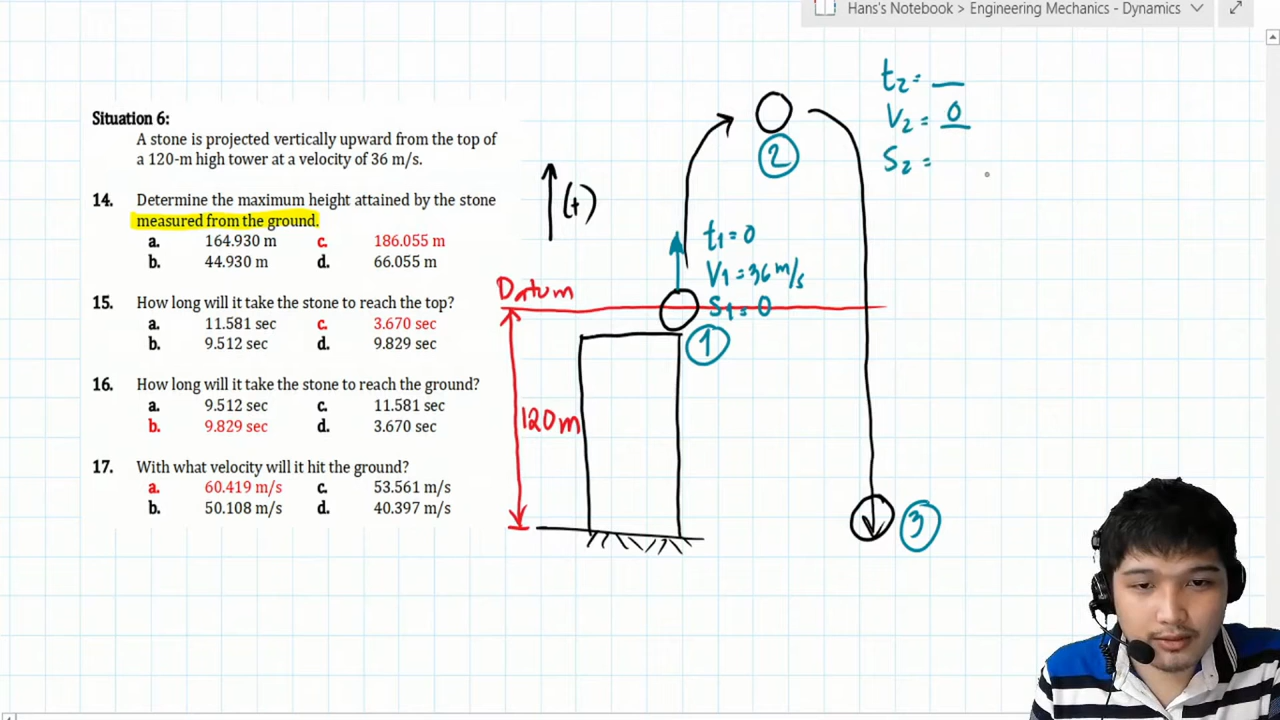 Hans's Notebook > Engineering Mechanics - Dynamics
Situation 6:
A stone is projected vertically upward from the top of
a 120-m high tower at a velocity of 36 m/s.
14. Determine the maximum height attained by the stone
measured from the ground.
a. 164.930 m c. 186.055 m
b. 44.930 m d. 66.055 m
15. How long will it take the stone to reach the top?
a. 11.581 sec c. 3.670 sec
b. 9.512 sec d. 9.829 sec
16. How long will it take the stone to reach the ground?
a. 9.512 sec c. 11.581 sec
b. 9.829 sec d. 3.670 sec
17. With what velocity will it hit the ground?
a. 60.419 m/s c. 53.561 m/s
b. 50.108 m/s d. 40.397 m/s
t2 = __
V2 = 0
S2 =
2
(+)
t1 = 0
V1 = 36 m/s
S1 = 0
Datum
1
120m
3